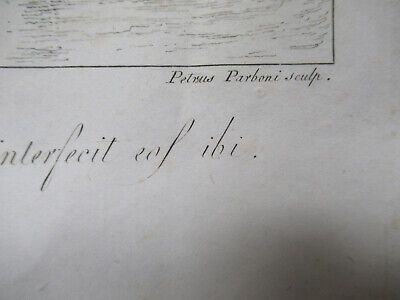 Petrus Parboni sculp.
interfecit eos ibi.